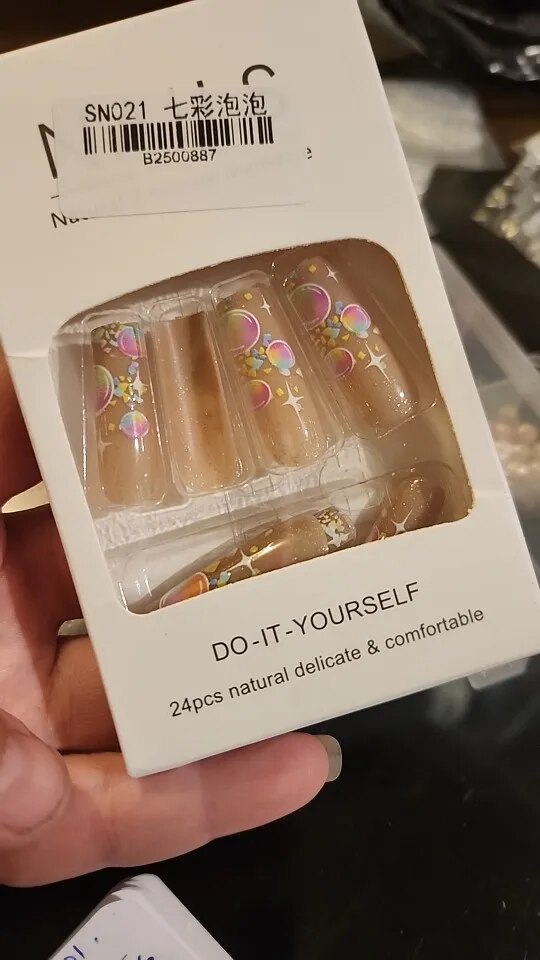 SN021 七彩泡泡
B2500887
DO-IT-YOURSELF
24pcs natural delicate & comfortable